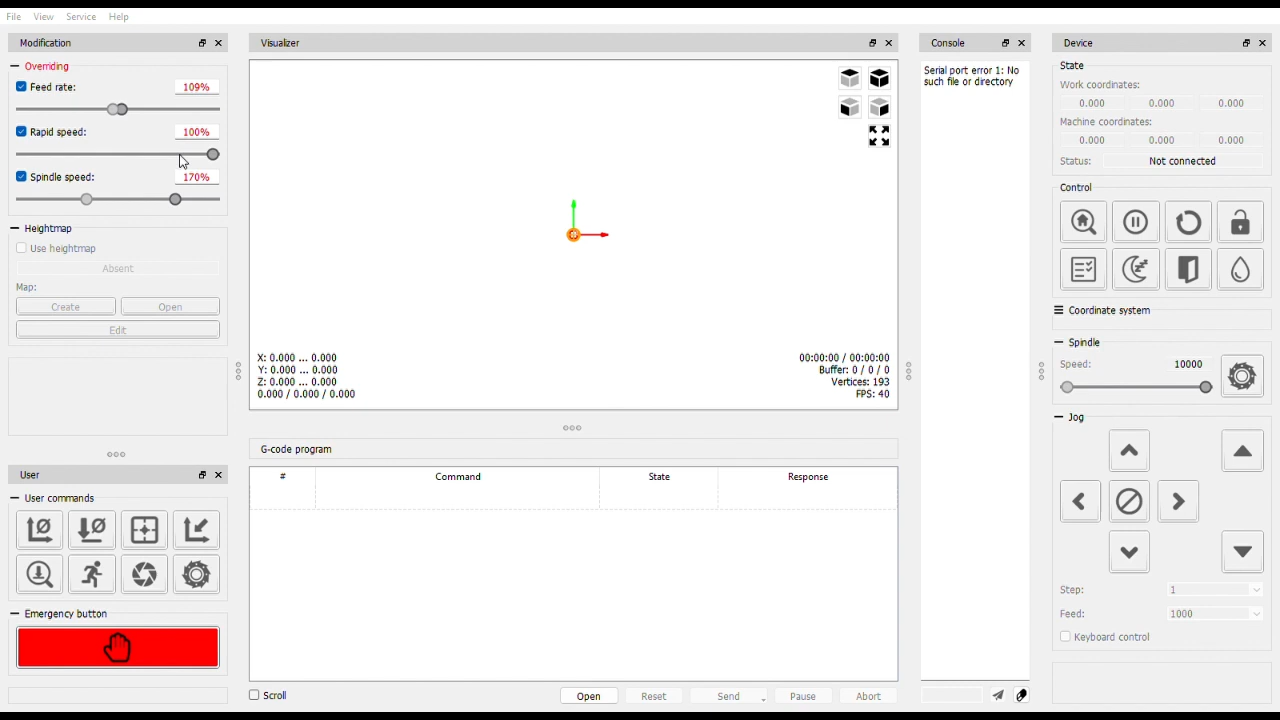 File View Service Help
Modification
Overriding
Feed rate: 109%
Rapid speed: 100%
Spindle speed: 170%
Heightmap
Use heightmap
Absent
Map:
Create Open
Edit
User
User commands
Emergency button
Visualizer
X: 0.000 ... 0.000
Y: 0.000 ... 0.000
Z: 0.000 ... 0.000
0.000 / 0.000 / 0.000
00:00:00 / 00:00:00
Buffer: 0 / 0 / 0
Vertices: 193
FPS: 40
G-code program
# Command State Response
Scroll Open Reset Send Pause Abort
Console
Serial port error 1: No
such file or directory
Device
State
Work coordinates:
0.000 0.000 0.000
Machine coordinates:
0.000 0.000 0.000
Status: Not connected
Control
Coordinate system
Spindle
Speed: 10000
Jog
Step: 1
Feed: 1000
Keyboard control